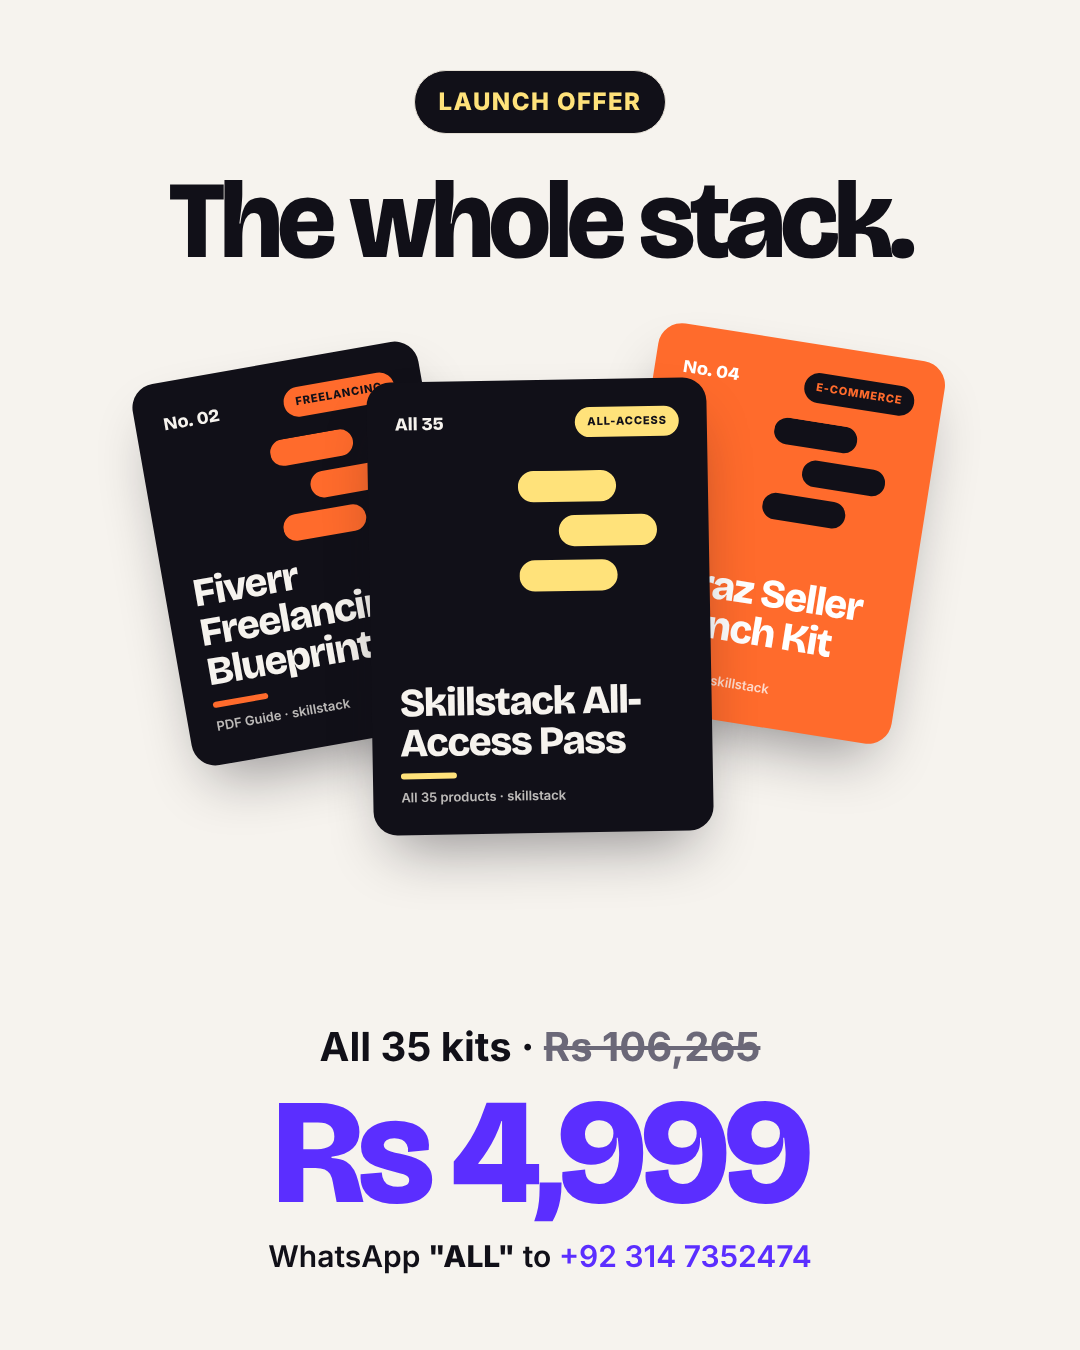 LAUNCH OFFER
The whole stack.
No. 02
FREELANCING
Fiverr
Freelancin
Blueprint
PDF Guide · skillstack
All 35
ALL-ACCESS
Skillstack All-
Access Pass
All 35 products · skillstack
No. 04
E-COMMERCE
raz Seller
nch Kit
skillstack
All 35 kits · Rs 106,265
Rs 4,999
WhatsApp "ALL" to +92 314 7352474